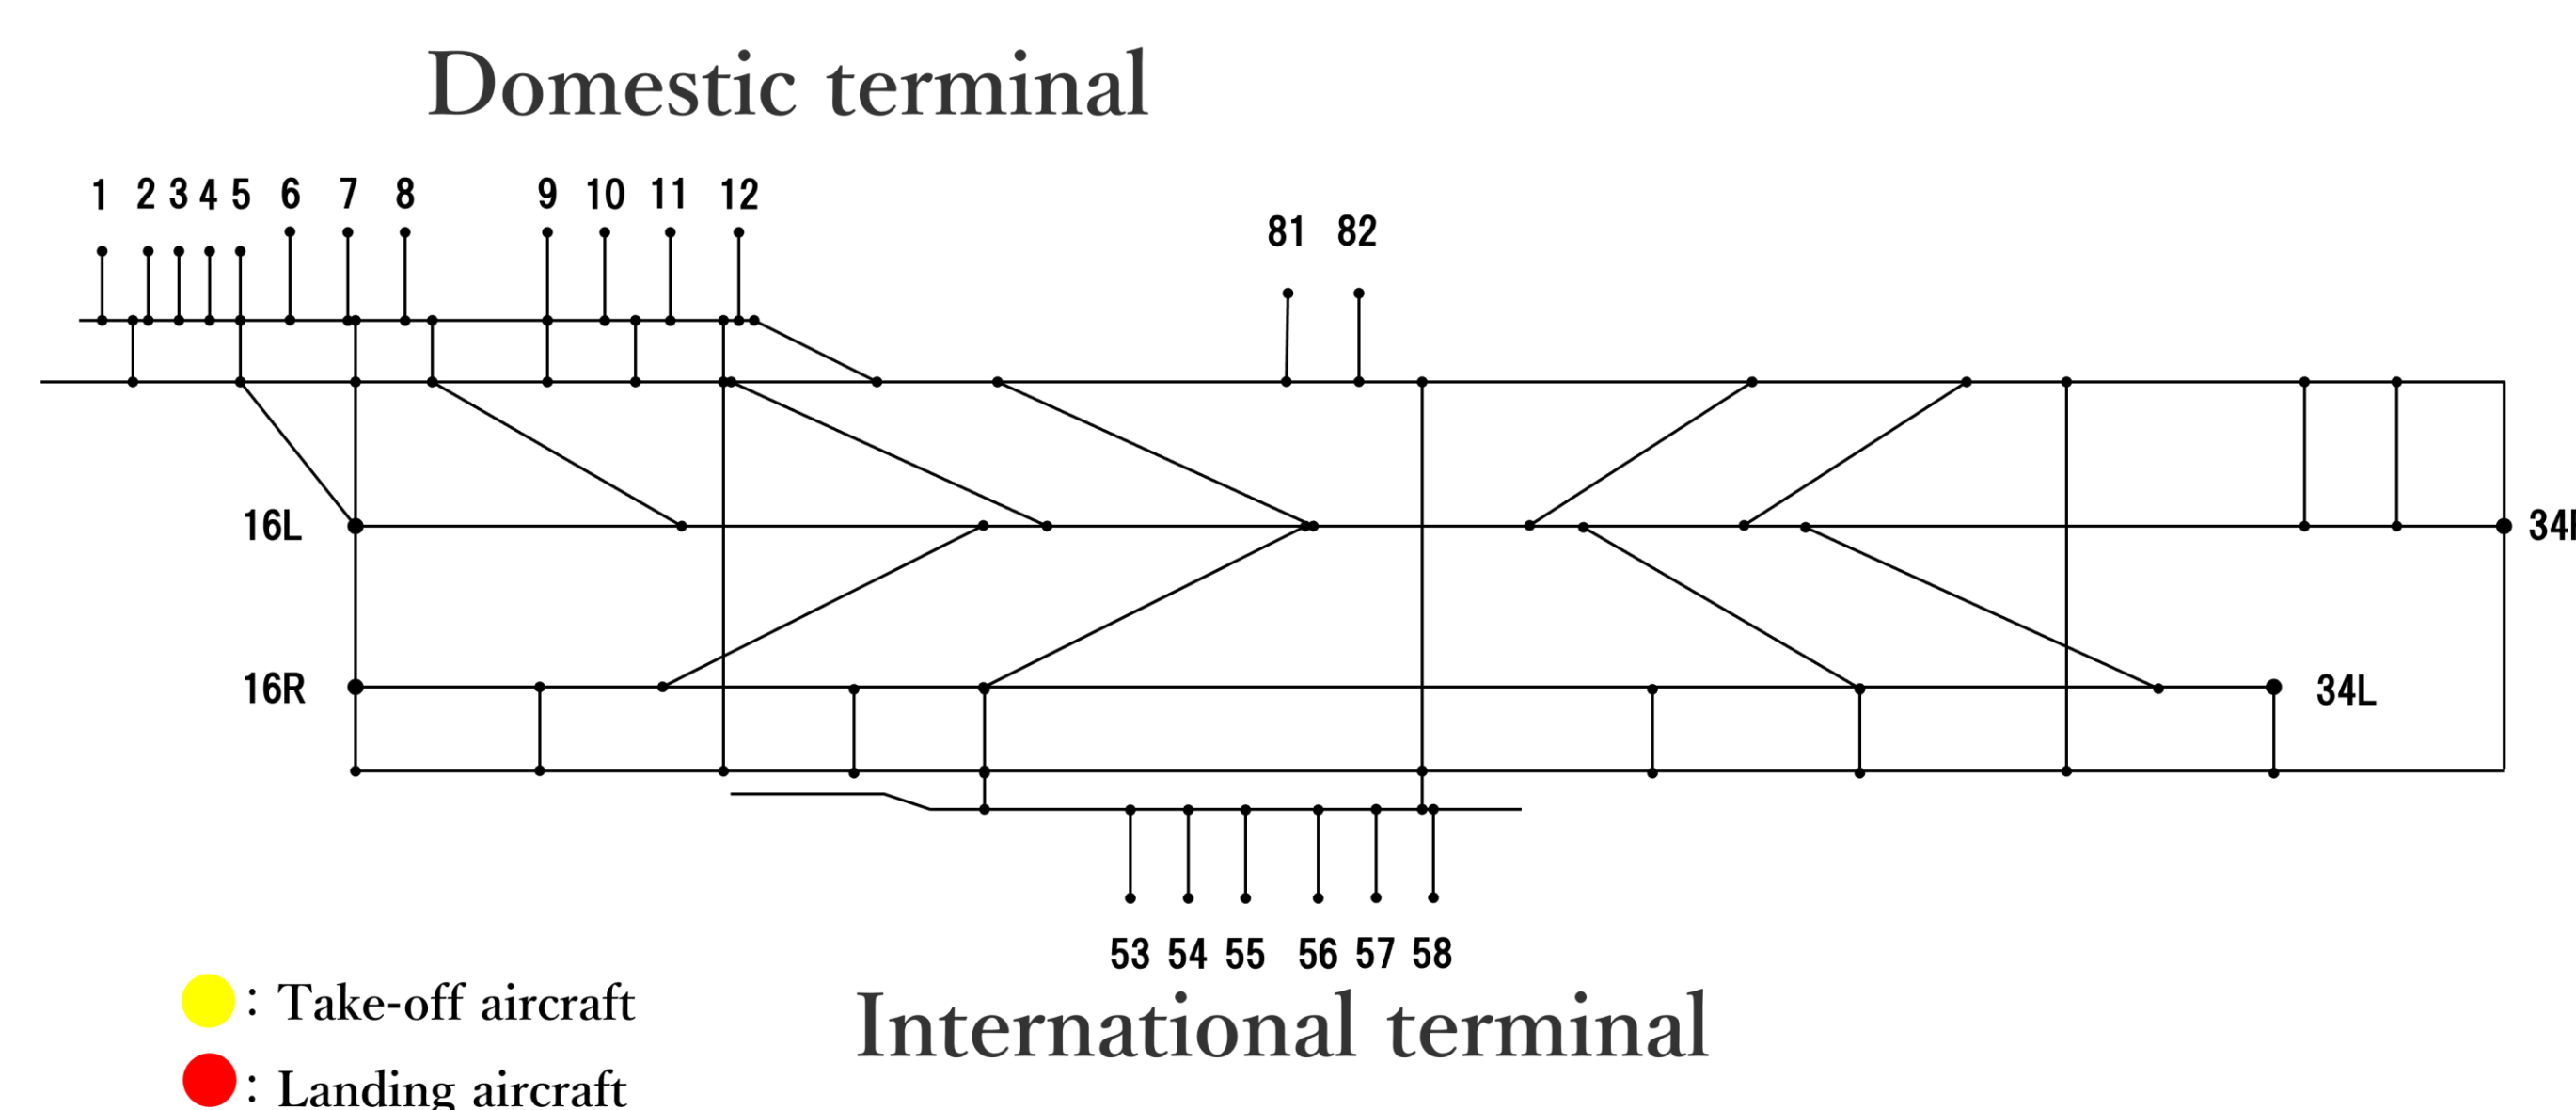 Domestic terminal
1 2 3 4 5 6 7 8 9 10 11 12
81 82
16L
16R 34L
53 54 55 56 57 58
International terminal
: Take-off aircraft
: Landing aircraft